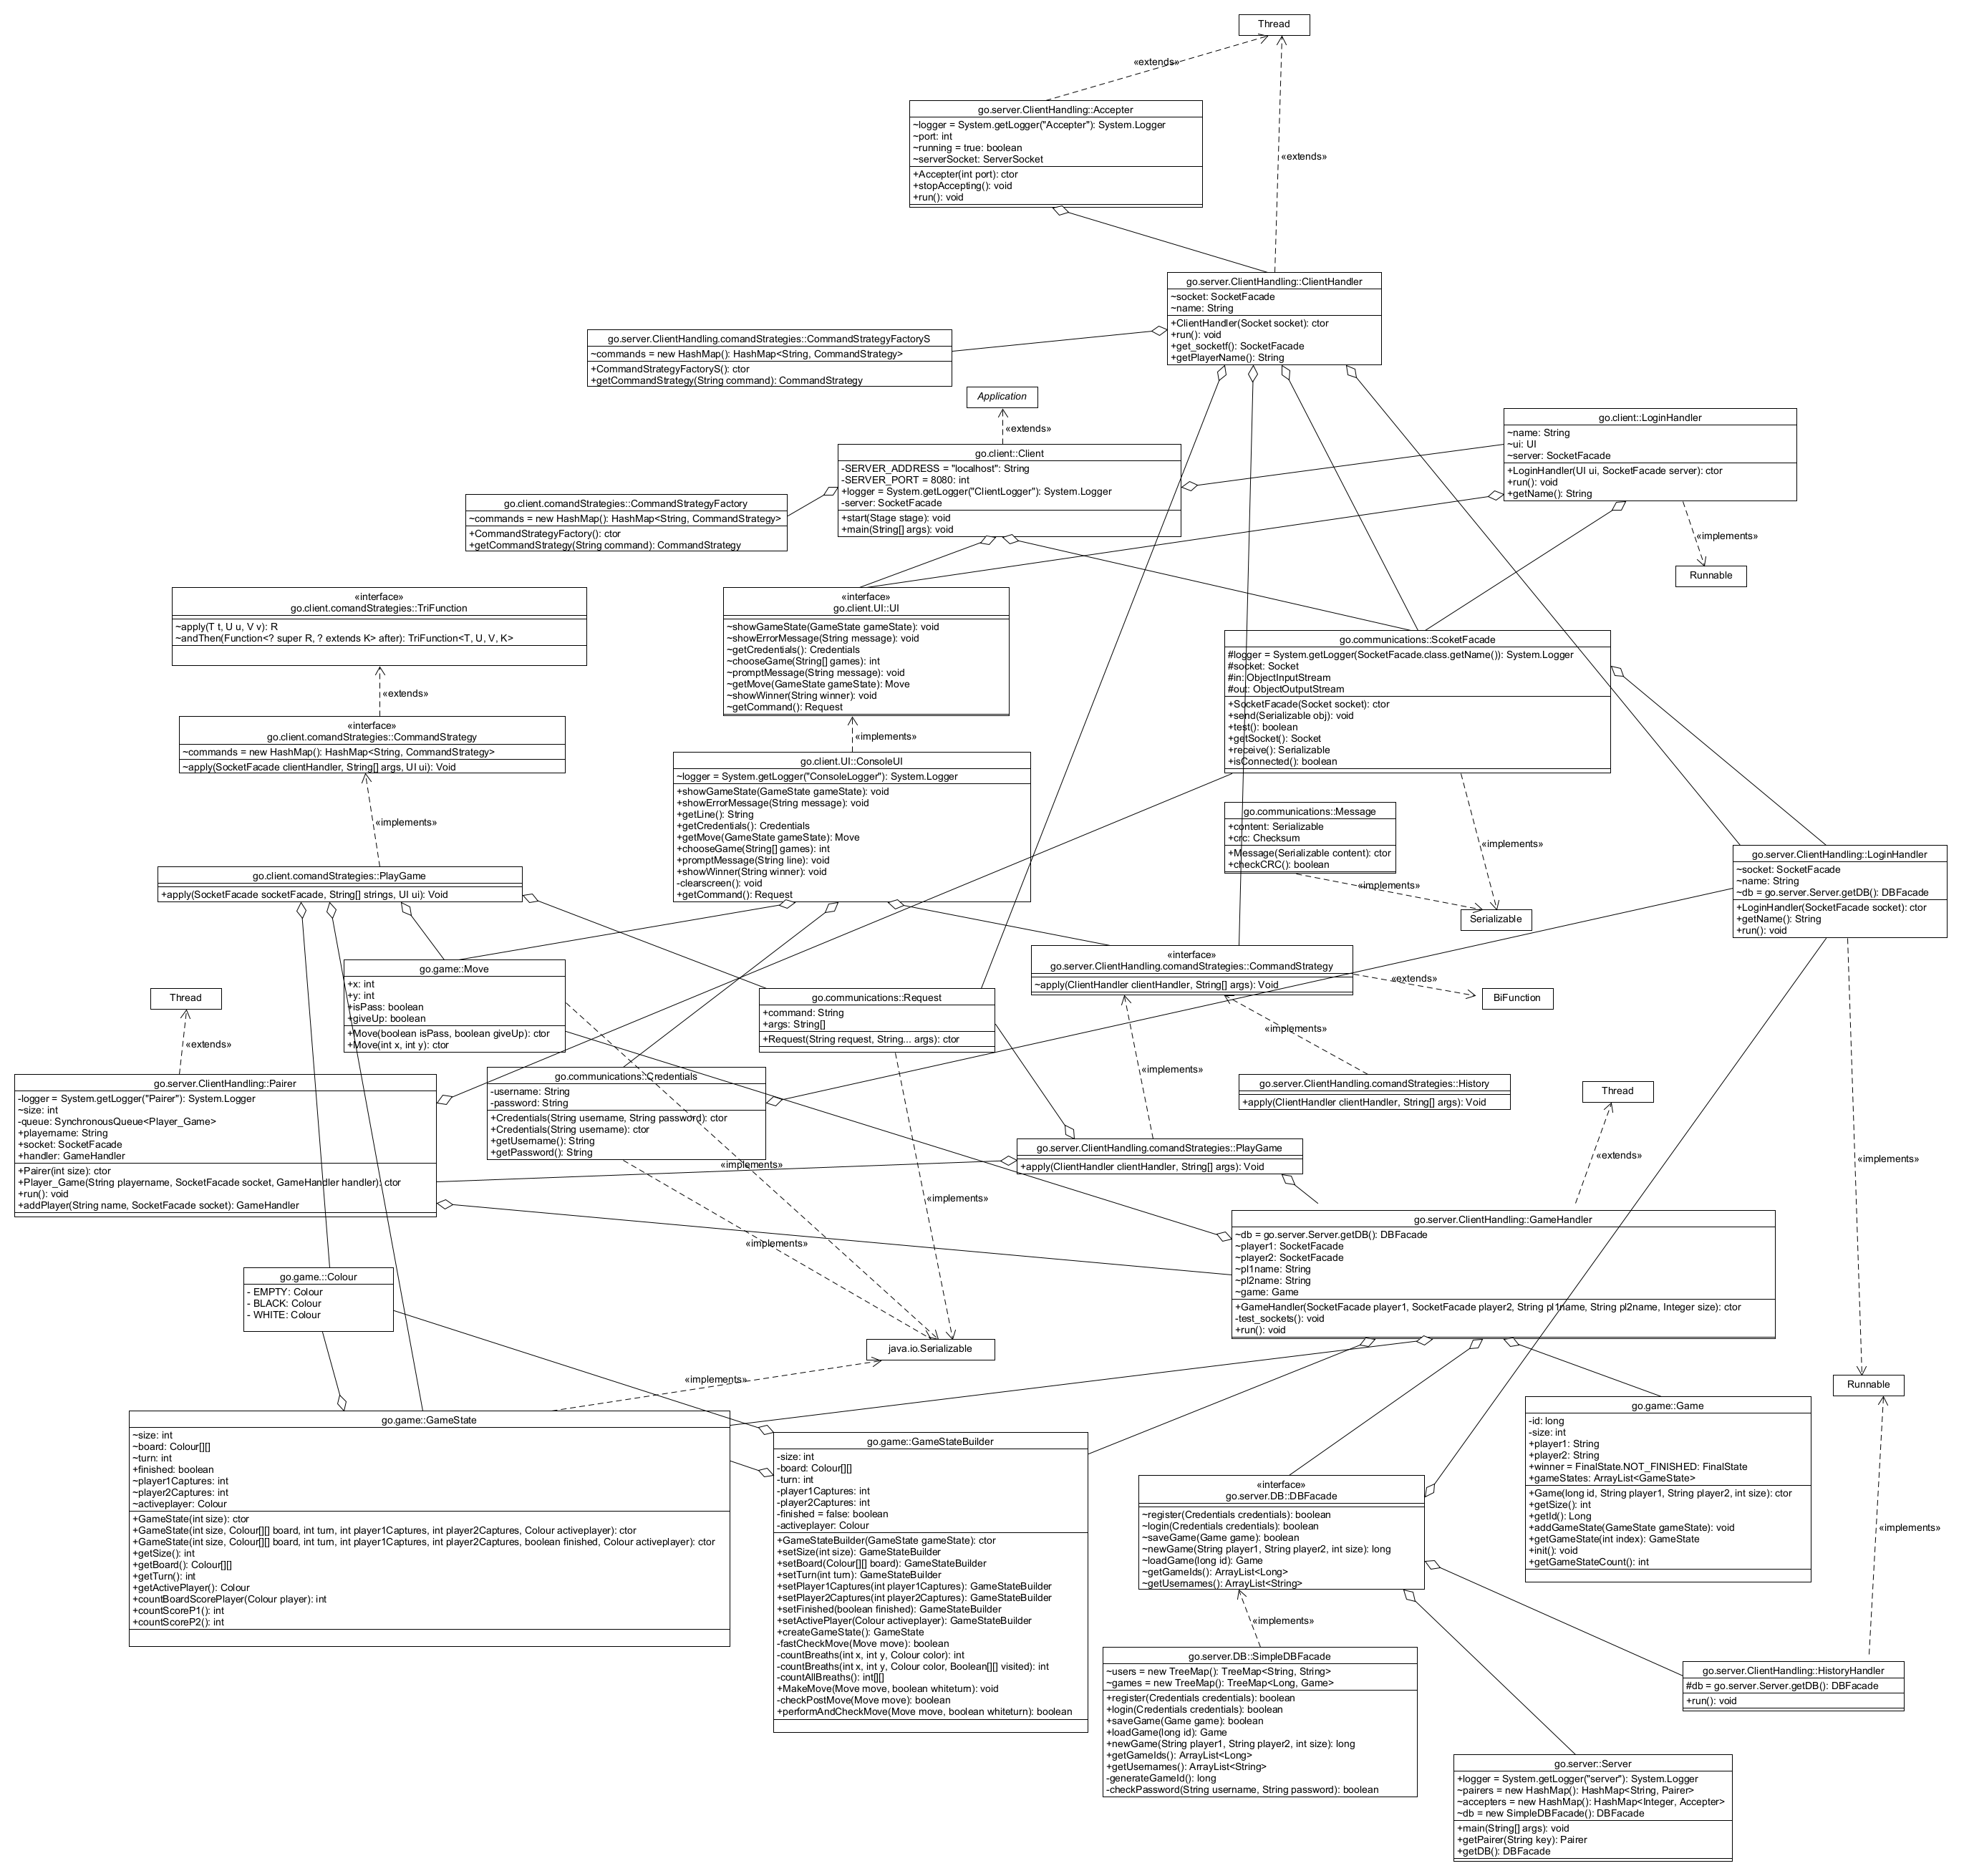 Thread
«extends»
go.server.ClientHandling::Accepter
~logger = System.getLogger("Accepter"): System.Logger
~port: int
~running = true: boolean
~serverSocket: ServerSocket
+Accepter(int port): ctor
+stopAccepting(): void
+run(): void
«extends»
go.server.ClientHandling::ClientHandler
~socket: SocketFacade
~name: String
+ClientHandler(Socket socket): ctor
+run(): void
+get_socketf(): SocketFacade
+getPlayerName(): String
go.server.ClientHandling.comandStrategies::CommandStrategyFactoryS
~commands = new HashMap(): HashMap<String, CommandStrategy>
+CommandStrategyFactoryS(): ctor
+getCommandStrategy(String command): CommandStrategy
Application
«extends»
go.client::Client
-SERVER_ADDRESS = "localhost": String
-SERVER_PORT = 8080: int
+logger = System.getLogger("ClientLogger"): System.Logger
-server: SocketFacade
+start(Stage stage): void
+main(String[] args): void
go.client::LoginHandler
~name: String
~ui: UI
~server: SocketFacade
+LoginHandler(UI ui, SocketFacade server): ctor
+run(): void
+getName(): String
«implements»
Runnable
go.client.comandStrategies::CommandStrategyFactory
~commands = new HashMap(): HashMap<String, CommandStrategy>
+CommandStrategyFactory(): ctor
+getCommandStrategy(String command): CommandStrategy
«interface»
go.client.comandStrategies::TriFunction
~apply(T t, U u, V v): R
~andThen(Function<? super R, ? extends K> after): TriFunction<T, U, V, K>
«extends»
«interface»
go.client.UI::UI
~showGameState(GameState gameState): void
~showErrorMessage(String message): void
~getCredentials(): Credentials
~chooseGame(String[] games): int
~promptMessage(String message): void
~getMove(GameState gameState): Move
~showWinner(String winner): void
~getCommand(): Request
«implements»
go.communications::ScoketFacade
#logger = System.getLogger(SocketFacade.class.getName()): System.Logger
#socket: Socket
#in: ObjectInputStream
#out: ObjectOutputStream
+SocketFacade(Socket socket): ctor
+send(Serializable obj): void
+test(): boolean
+getSocket(): Socket
+receive(): Serializable
+isConnected(): boolean
«interface»
go.client.comandStrategies::CommandStrategy
~commands = new HashMap(): HashMap<String, CommandStrategy>
~apply(SocketFacade clientHandler, String[] args, UI ui): Void
«implements»
go.client.UI::ConsoleUI
~logger = System.getLogger("ConsoleLogger"): System.Logger
+showGameState(GameState gameState): void
+showErrorMessage(String message): void
+getLine(): String
+getCredentials(): Credentials
+getMove(GameState gameState): Move
+chooseGame(String[] games): int
+promptMessage(String line): void
+showWinner(String winner): void
-clearscreen(): void
+getCommand(): Request
go.communications::Message
+content: Serializable
+crc: Checksum
+Message(Serializable content): ctor
+checkCRC(): boolean
«implements»
«implements»
Serializable
go.server.ClientHandling::LoginHandler
~socket: SocketFacade
~name: String
~db = go.server.Server.getDB(): DBFacade
+LoginHandler(SocketFacade socket): ctor
+getName(): String
+run(): void
go.client.comandStrategies::PlayGame
+apply(SocketFacade socketFacade, String[] strings, UI ui): Void
go.game::Move
+x: int
+y: int
+isPass: boolean
+giveUp: boolean
+Move(boolean isPass, boolean giveUp): ctor
+Move(int x, int y): ctor
Thread
«extends»
go.communications::Request
+command: String
+args: String[]
+Request(String request, String... args): ctor
«interface»
go.server.ClientHandling.comandStrategies::CommandStrategy
~apply(ClientHandler clientHandler, String[] args): Void
«extends»
BiFunction
«implements»
«implements»
go.server.ClientHandling::Pairer
-logger = System.getLogger("Pairer"): System.Logger
~size: int
-queue: SynchronousQueue<Player_Game>
+playername: String
+socket: SocketFacade
+handler: GameHandler
+Pairer(int size): ctor
+Player_Game(String playername, SocketFacade socket, GameHandler handler): ctor
+run(): void
+addPlayer(String name, SocketFacade socket): GameHandler
go.communications::Credentials
-username: String
-password: String
+Credentials(String username, String password): ctor
+Credentials(String username): ctor
+getUsername(): String
+getPassword(): String
go.server.ClientHandling.comandStrategies::History
+apply(ClientHandler clientHandler, String[] args): Void
Thread
«extends»
go.server.ClientHandling.comandStrategies::PlayGame
+apply(ClientHandler clientHandler, String[] args): Void
«implements»
«implements»
«implements»
«implements»
go.server.ClientHandling::GameHandler
~db = go.server.Server.getDB(): DBFacade
~player1: SocketFacade
~player2: SocketFacade
~pl1name: String
~pl2name: String
~game: Game
+GameHandler(SocketFacade player1, SocketFacade player2, String pl1name, String pl2name, Integer size): ctor
-test_sockets(): void
+run(): void
go.game.::Colour
- EMPTY: Colour
- BLACK: Colour
- WHITE: Colour
java.io.Serializable
«implements»
Runnable
«implements»
go.game::GameState
~size: int
~board: Colour[][]
~turn: int
+finished: boolean
~player1Captures: int
~player2Captures: int
~activeplayer: Colour
+GameState(int size): ctor
+GameState(int size, Colour[][] board, int turn, int player1Captures, int player2Captures, Colour activeplayer): ctor
+GameState(int size, Colour[][] board, int turn, int player1Captures, int player2Captures, boolean finished, Colour activeplayer): ctor
+getSize(): int
+getBoard(): Colour[][]
+getTurn(): int
+getActivePlayer(): Colour
+countBoardScorePlayer(Colour player): int
+countScoreP1(): int
+countScoreP2(): int
go.game::GameStateBuilder
-size: int
-board: Colour[][]
-turn: int
-player1Captures: int
-player2Captures: int
-finished = false: boolean
-activeplayer: Colour
+GameStateBuilder(GameState gameState): ctor
+setSize(int size): GameStateBuilder
+setBoard(Colour[][] board): GameStateBuilder
+setTurn(int turn): GameStateBuilder
+setPlayer1Captures(int player1Captures): GameStateBuilder
+setPlayer2Captures(int player2Captures): GameStateBuilder
+setFinished(boolean finished): GameStateBuilder
+setActivePlayer(Colour activeplayer): GameStateBuilder
+createGameState(): GameState
-fastCheckMove(Move move): boolean
-countBreaths(int x, int y, Colour color): int
-countBreaths(int x, int y, Colour color, Boolean[][] visited): int
-countAllBreaths(): int[][]
+MakeMove(Move move, boolean whiteturn): void
-checkPostMove(Move move): boolean
+performAndCheckMove(Move move, boolean whiteturn): boolean
go.game::Game
-id: long
-size: int
+player1: String
+player2: String
+winner = FinalState.NOT_FINISHED: FinalState
+gameStates: ArrayList<GameState>
+Game(long id, String player1, String player2, int size): ctor
+getSize(): int
+getId(): Long
+addGameState(GameState gameState): void
+getGameState(int index): GameState
+init(): void
+getGameStateCount(): int
«interface»
go.server.DB::DBFacade
~register(Credentials credentials): boolean
~login(Credentials credentials): boolean
~saveGame(Game game): boolean
~newGame(String player1, String player2, int size): long
~loadGame(long id): Game
~getGameIds(): ArrayList<Long>
~getUsernames(): ArrayList<String>
«implements»
go.server.DB::SimpleDBFacade
~users = new TreeMap(): TreeMap<String, String>
~games = new TreeMap(): TreeMap<Long, Game>
+register(Credentials credentials): boolean
+login(Credentials credentials): boolean
+saveGame(Game game): boolean
+loadGame(long id): Game
+newGame(String player1, String player2, int size): long
+getGameIds(): ArrayList<Long>
+getUsernames(): ArrayList<String>
-generateGameId(): long
-checkPassword(String username, String password): boolean
go.server.ClientHandling::HistoryHandler
#db = go.server.Server.getDB(): DBFacade
+run(): void
go.server::Server
+logger = System.getLogger("server"): System.Logger
~pairers = new HashMap(): HashMap<String, Pairer>
~accepters = new HashMap(): HashMap<Integer, Accepter>
~db = new SimpleDBFacade(): DBFacade
+main(String[] args): void
+getPairer(String key): Pairer
+getDB(): DBFacade